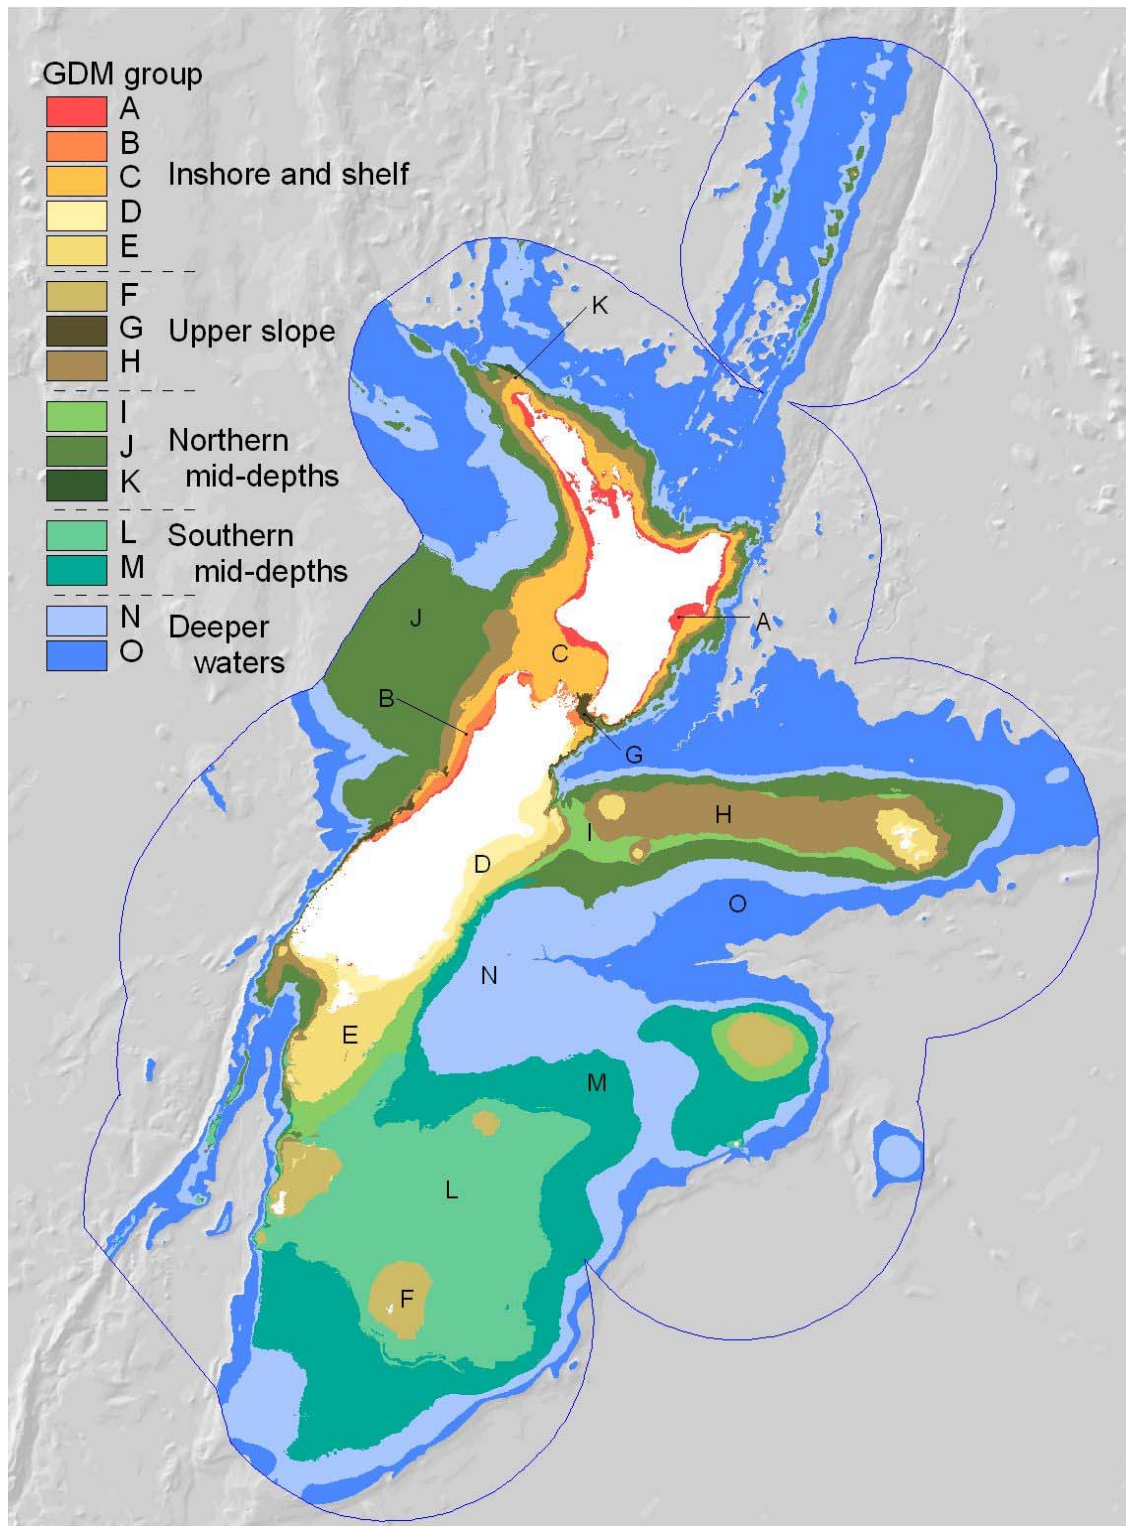 GDM group
A
B
C
Inshore and shelf
D
E
F
G
Upper slope
H
I
J
Northern
mid-depths
K
L
Southern
mid-depths
M
N
Deeper
waters
O
K
J
A
C
B
G
H
I
D
O
N
E
M
L
F